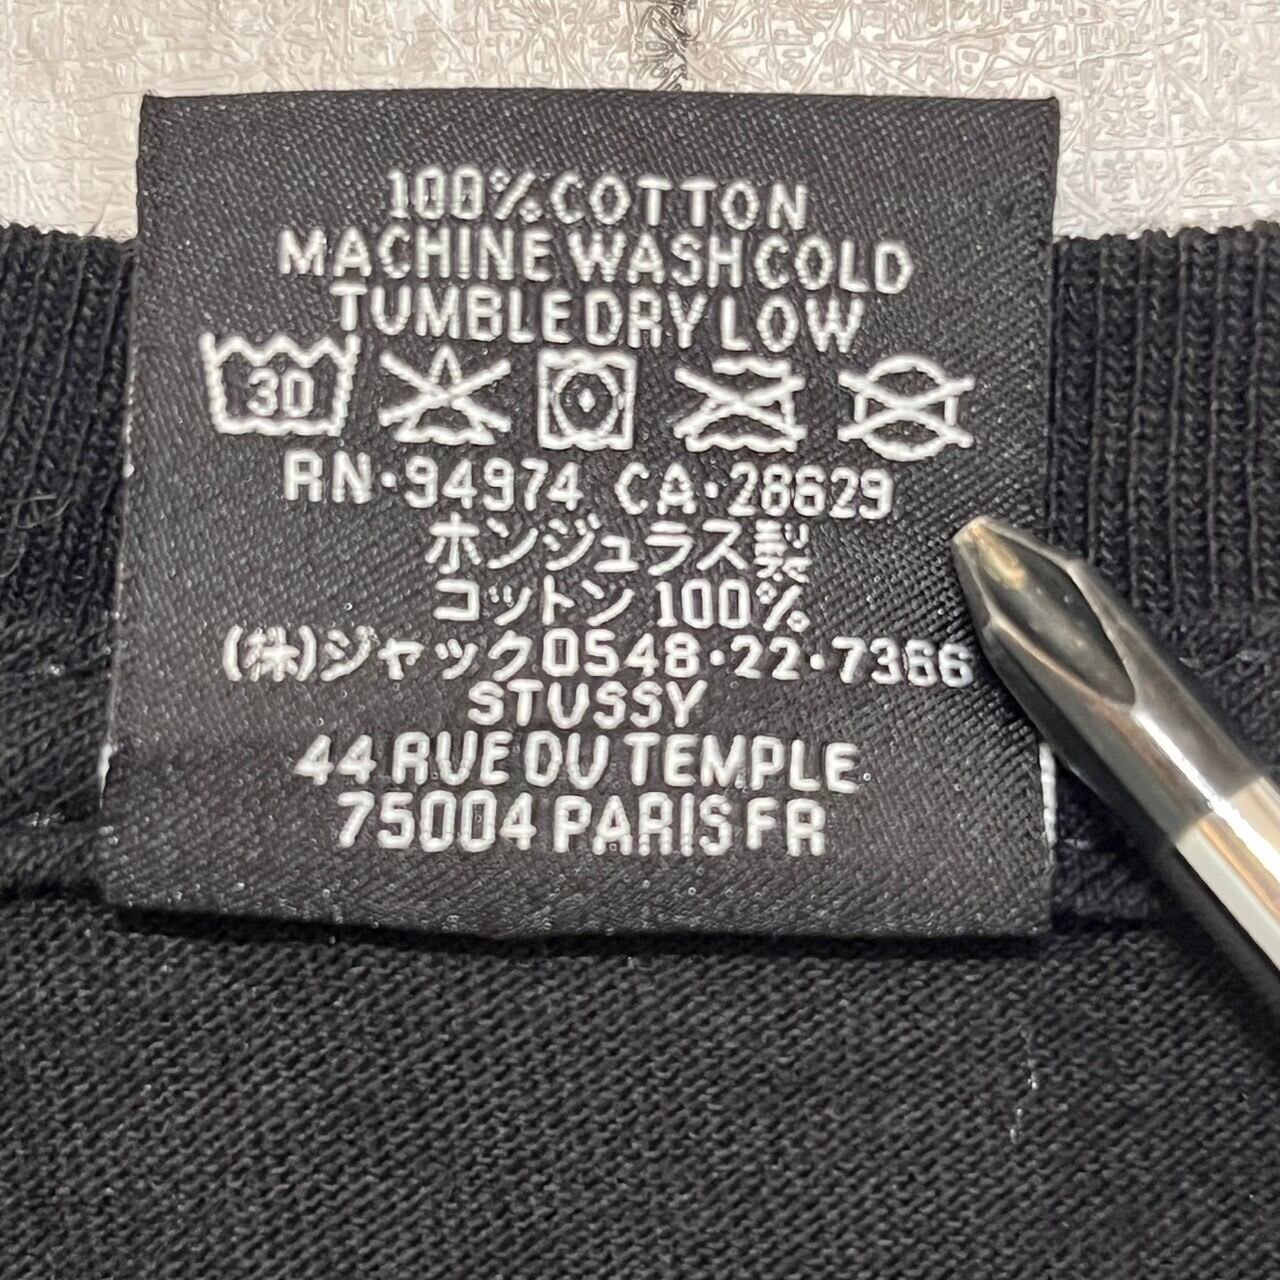 100% COTTON
MACHINE WASH COLD
TUMBLE DRY LOW
30
RN·94974 CA·28629
ホンジュラス製
コットン 100%
(株)ジャック0548·22·7366
STUSSY
44 RUE DU TEMPLE
75004 PARIS FR